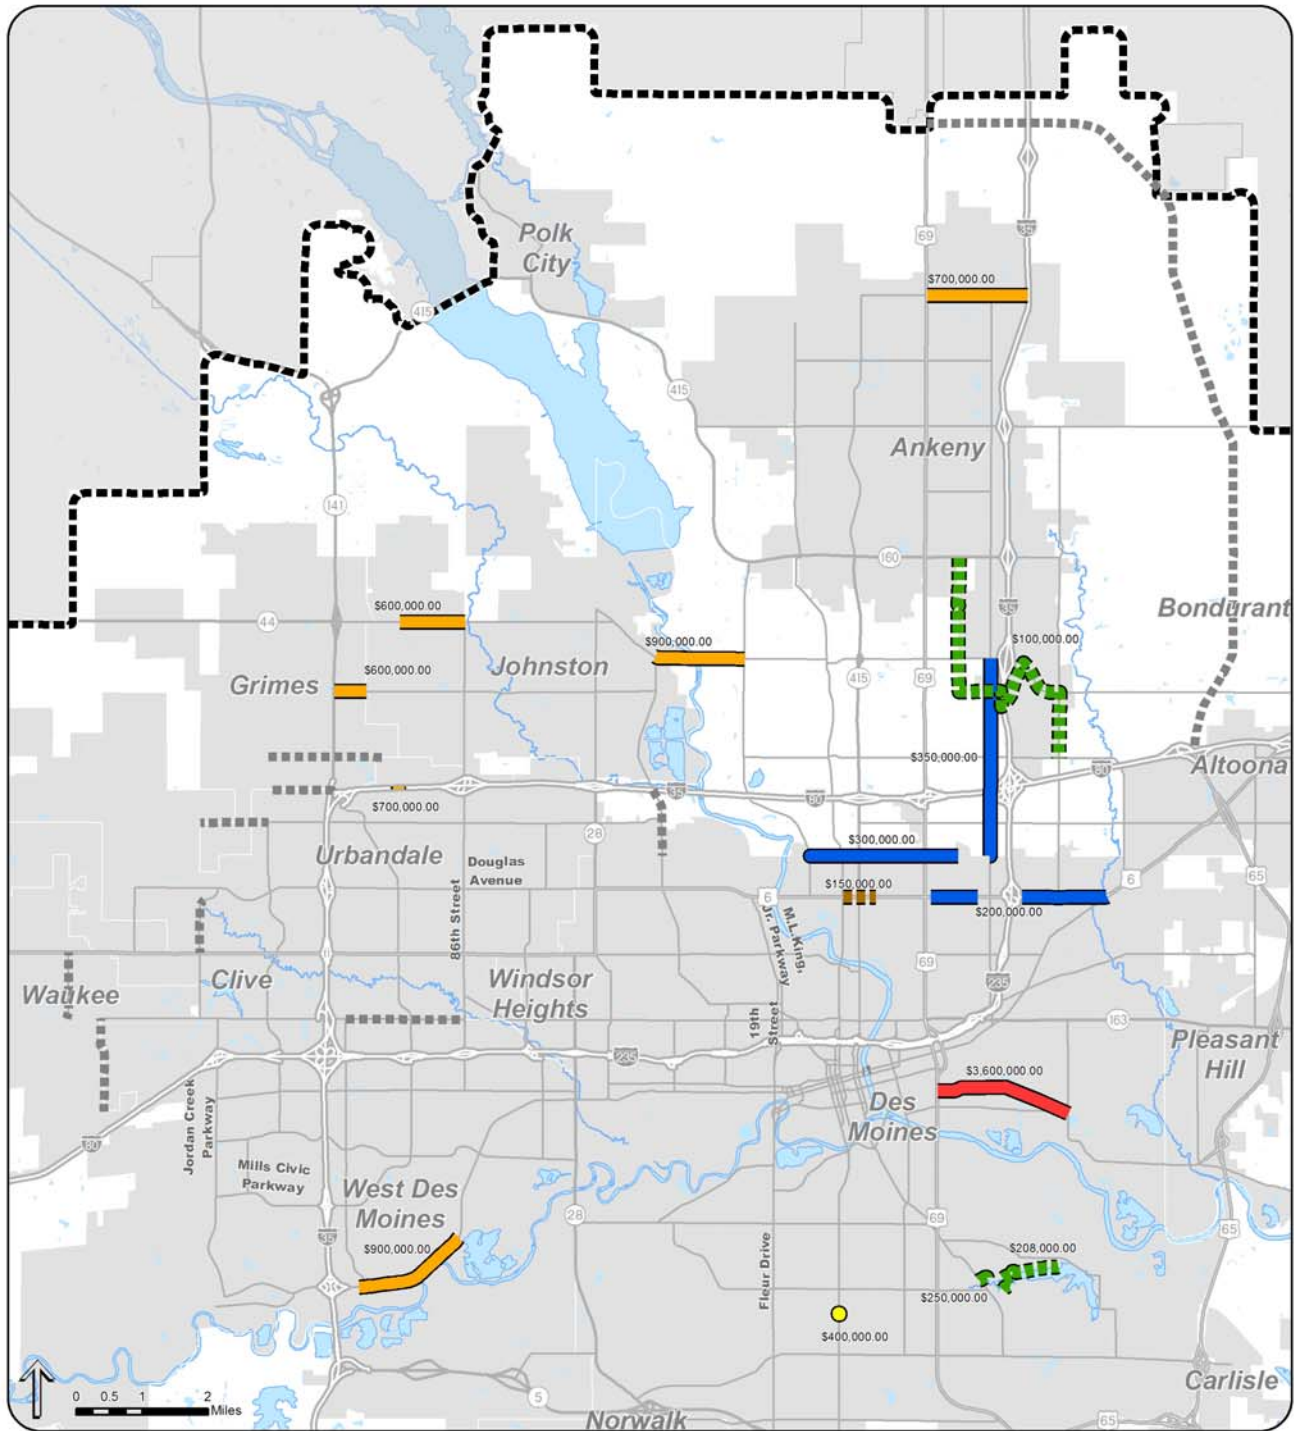 Polk
City
69
35
$700,000.00
415
415
Ankeny
141
160
35
Bondurant
$600,000.00
44
$100,000.00
$900,000.00
Johnston
$600,000.00
Grimes
415
69
$350,000.00
Altoona
80
35
80
$700,000.00
28
$300,000.00
Urbandale
Douglas
Avenue
86th Street
$150,000.00
6
6
65
$200,000.00
M.L.King,
Jr. Parkway
69
Clive
Windsor
Heights
Waukee
235
19th
Street
163
Pleasant
Hill
235
$3,600,000.00
Des
Moines
Jordan Creek
Parkway
80
Mills Civic
Parkway
West Des
Moines
28
69
65
35
$900,000.00
Fleur Drive
$208,000.00
$250,000.00
$400,000.00
Carlisle
0 0.5 1 2
Miles
5
Norwalk
65